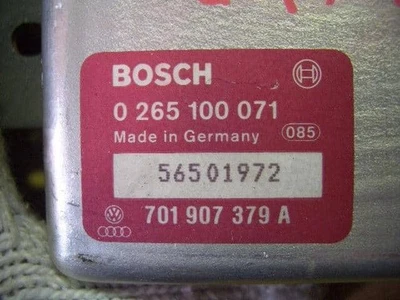 BOSCH
0 265 100 071
Made in Germany 085
56501972
701 907 379 A